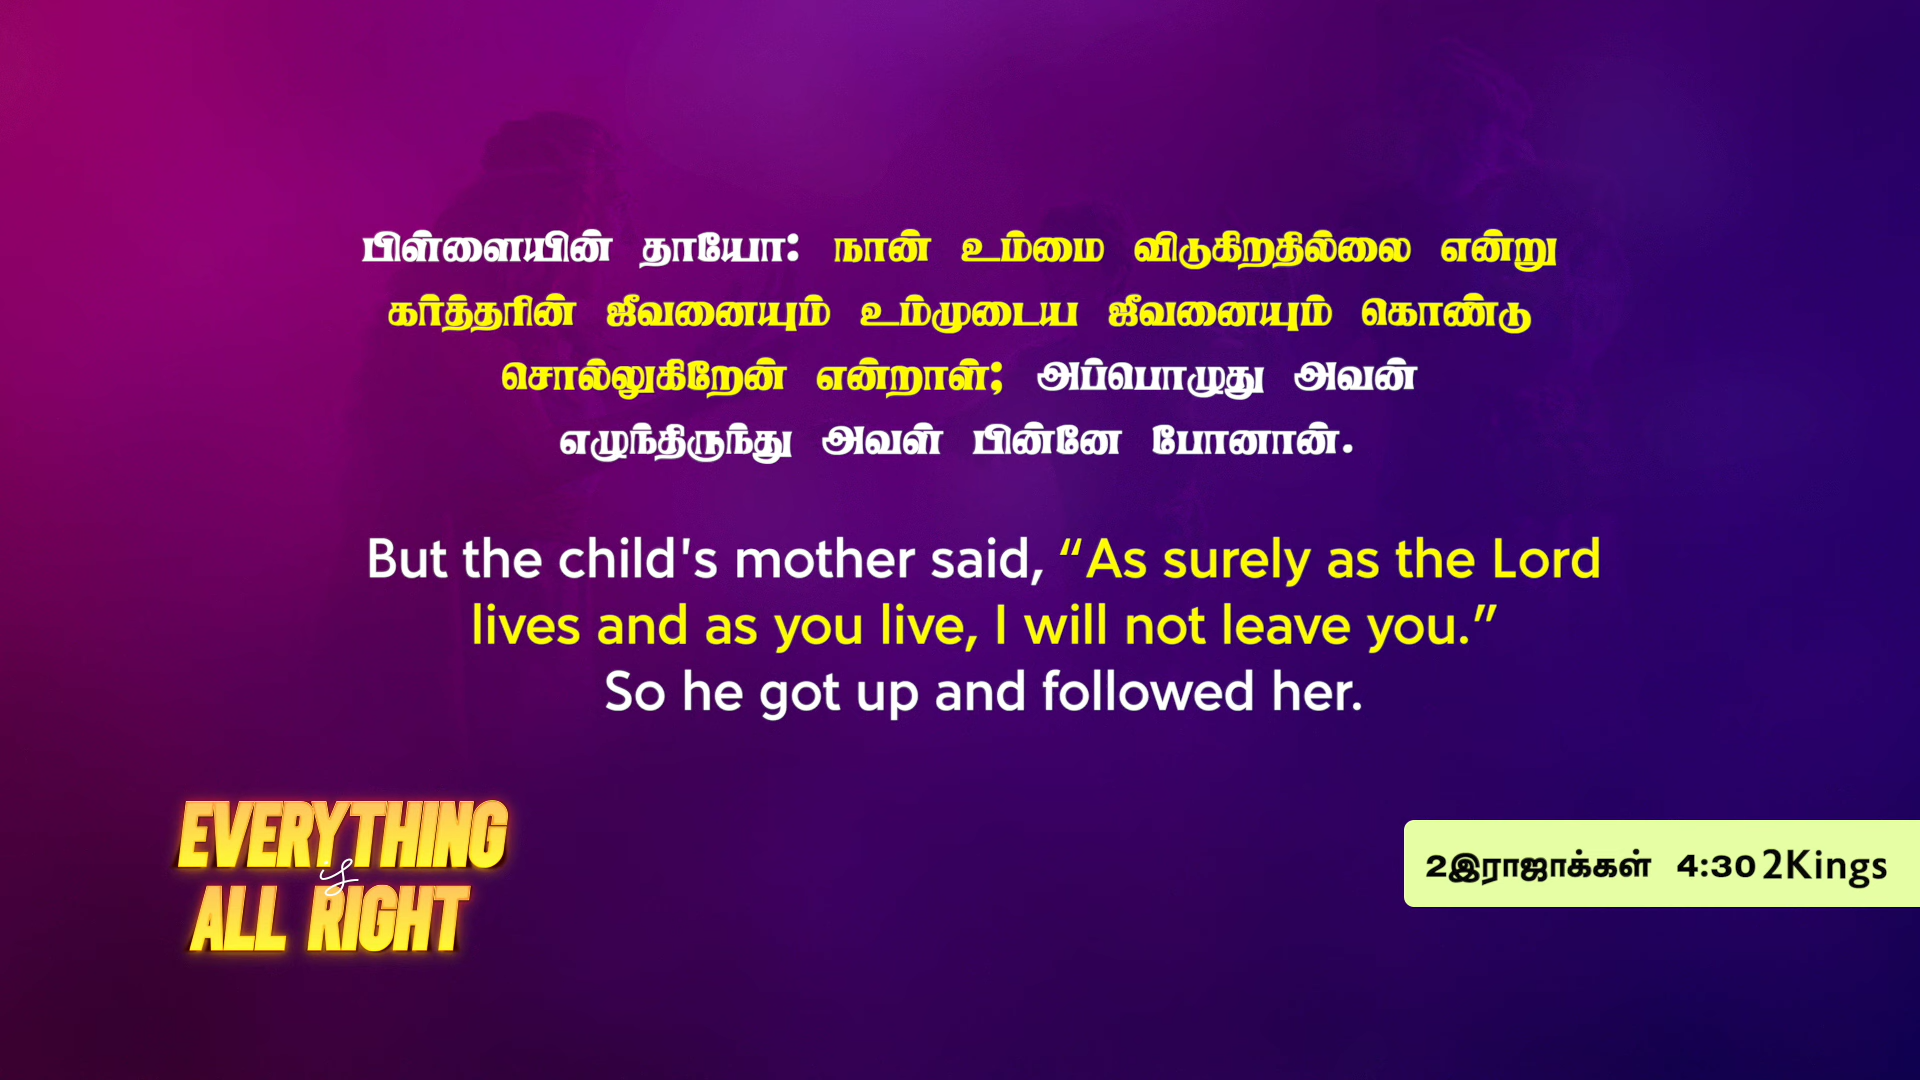 பிள்ளையின் தாயோ: நான் உம்மை விடுகிறதில்லை என்று
கர்த்தரின் ஜீவனையும் உம்முடைய ஜீவனையும் கொண்டு
சொல்லுகிறேன் என்றாள்; அப்பொழுது அவன்
எழுந்திருந்து அவள் பின்னே போனான்.
But the child's mother said, “As surely as the Lord
lives and as you live, I will not leave you.”
So he got up and followed her.
EVERYTHING
is
ALL RIGHT
2இராஜாக்கள் 4:30 2Kings